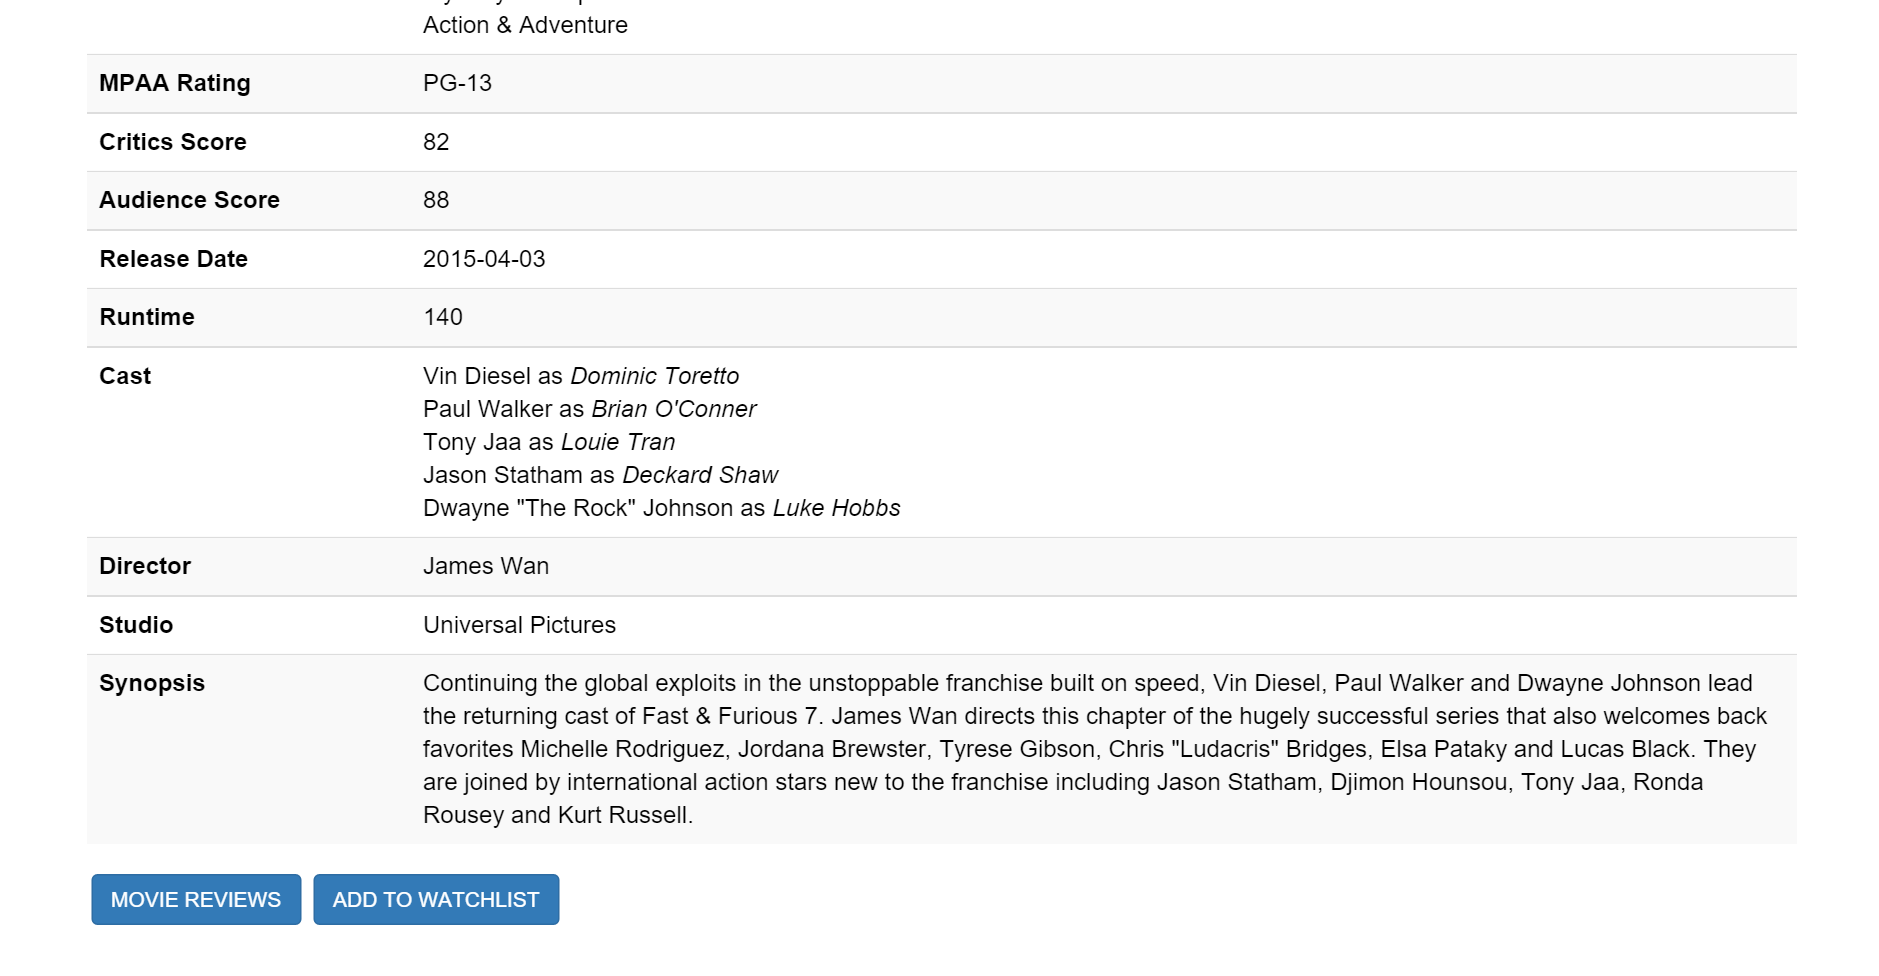 Action & Adventure
MPAA Rating PG-13
Critics Score 82
Audience Score 88
Release Date 2015-04-03
Runtime 140
Cast Vin Diesel as Dominic Toretto
Paul Walker as Brian O'Conner
Tony Jaa as Louie Tran
Jason Statham as Deckard Shaw
Dwayne "The Rock" Johnson as Luke Hobbs
Director James Wan
Studio Universal Pictures
Synopsis Continuing the global exploits in the unstoppable franchise built on speed, Vin Diesel, Paul Walker and Dwayne Johnson lead
the returning cast of Fast & Furious 7. James Wan directs this chapter of the hugely successful series that also welcomes back
favorites Michelle Rodriguez, Jordana Brewster, Tyrese Gibson, Chris "Ludacris" Bridges, Elsa Pataky and Lucas Black. They
are joined by international action stars new to the franchise including Jason Statham, Djimon Hounsou, Tony Jaa, Ronda
Rousey and Kurt Russell.
MOVIE REVIEWS ADD TO WATCHLIST